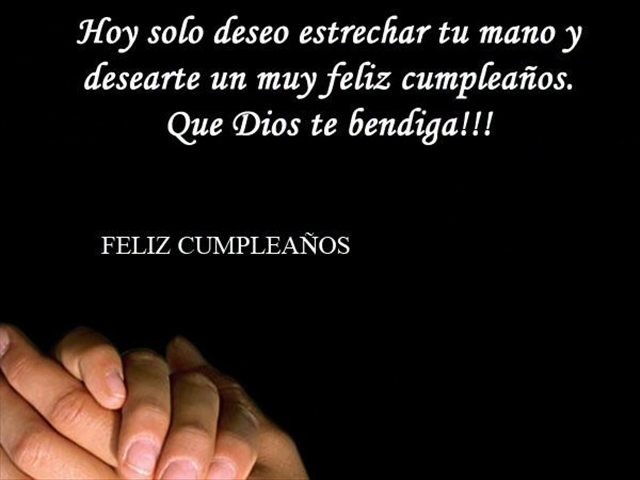 Hoy solo deseo estrechar tu mano y
desearte un muy feliz cumpleaños.
Que Dios te bendiga!!!
FELIZ CUMPLEAÑOS